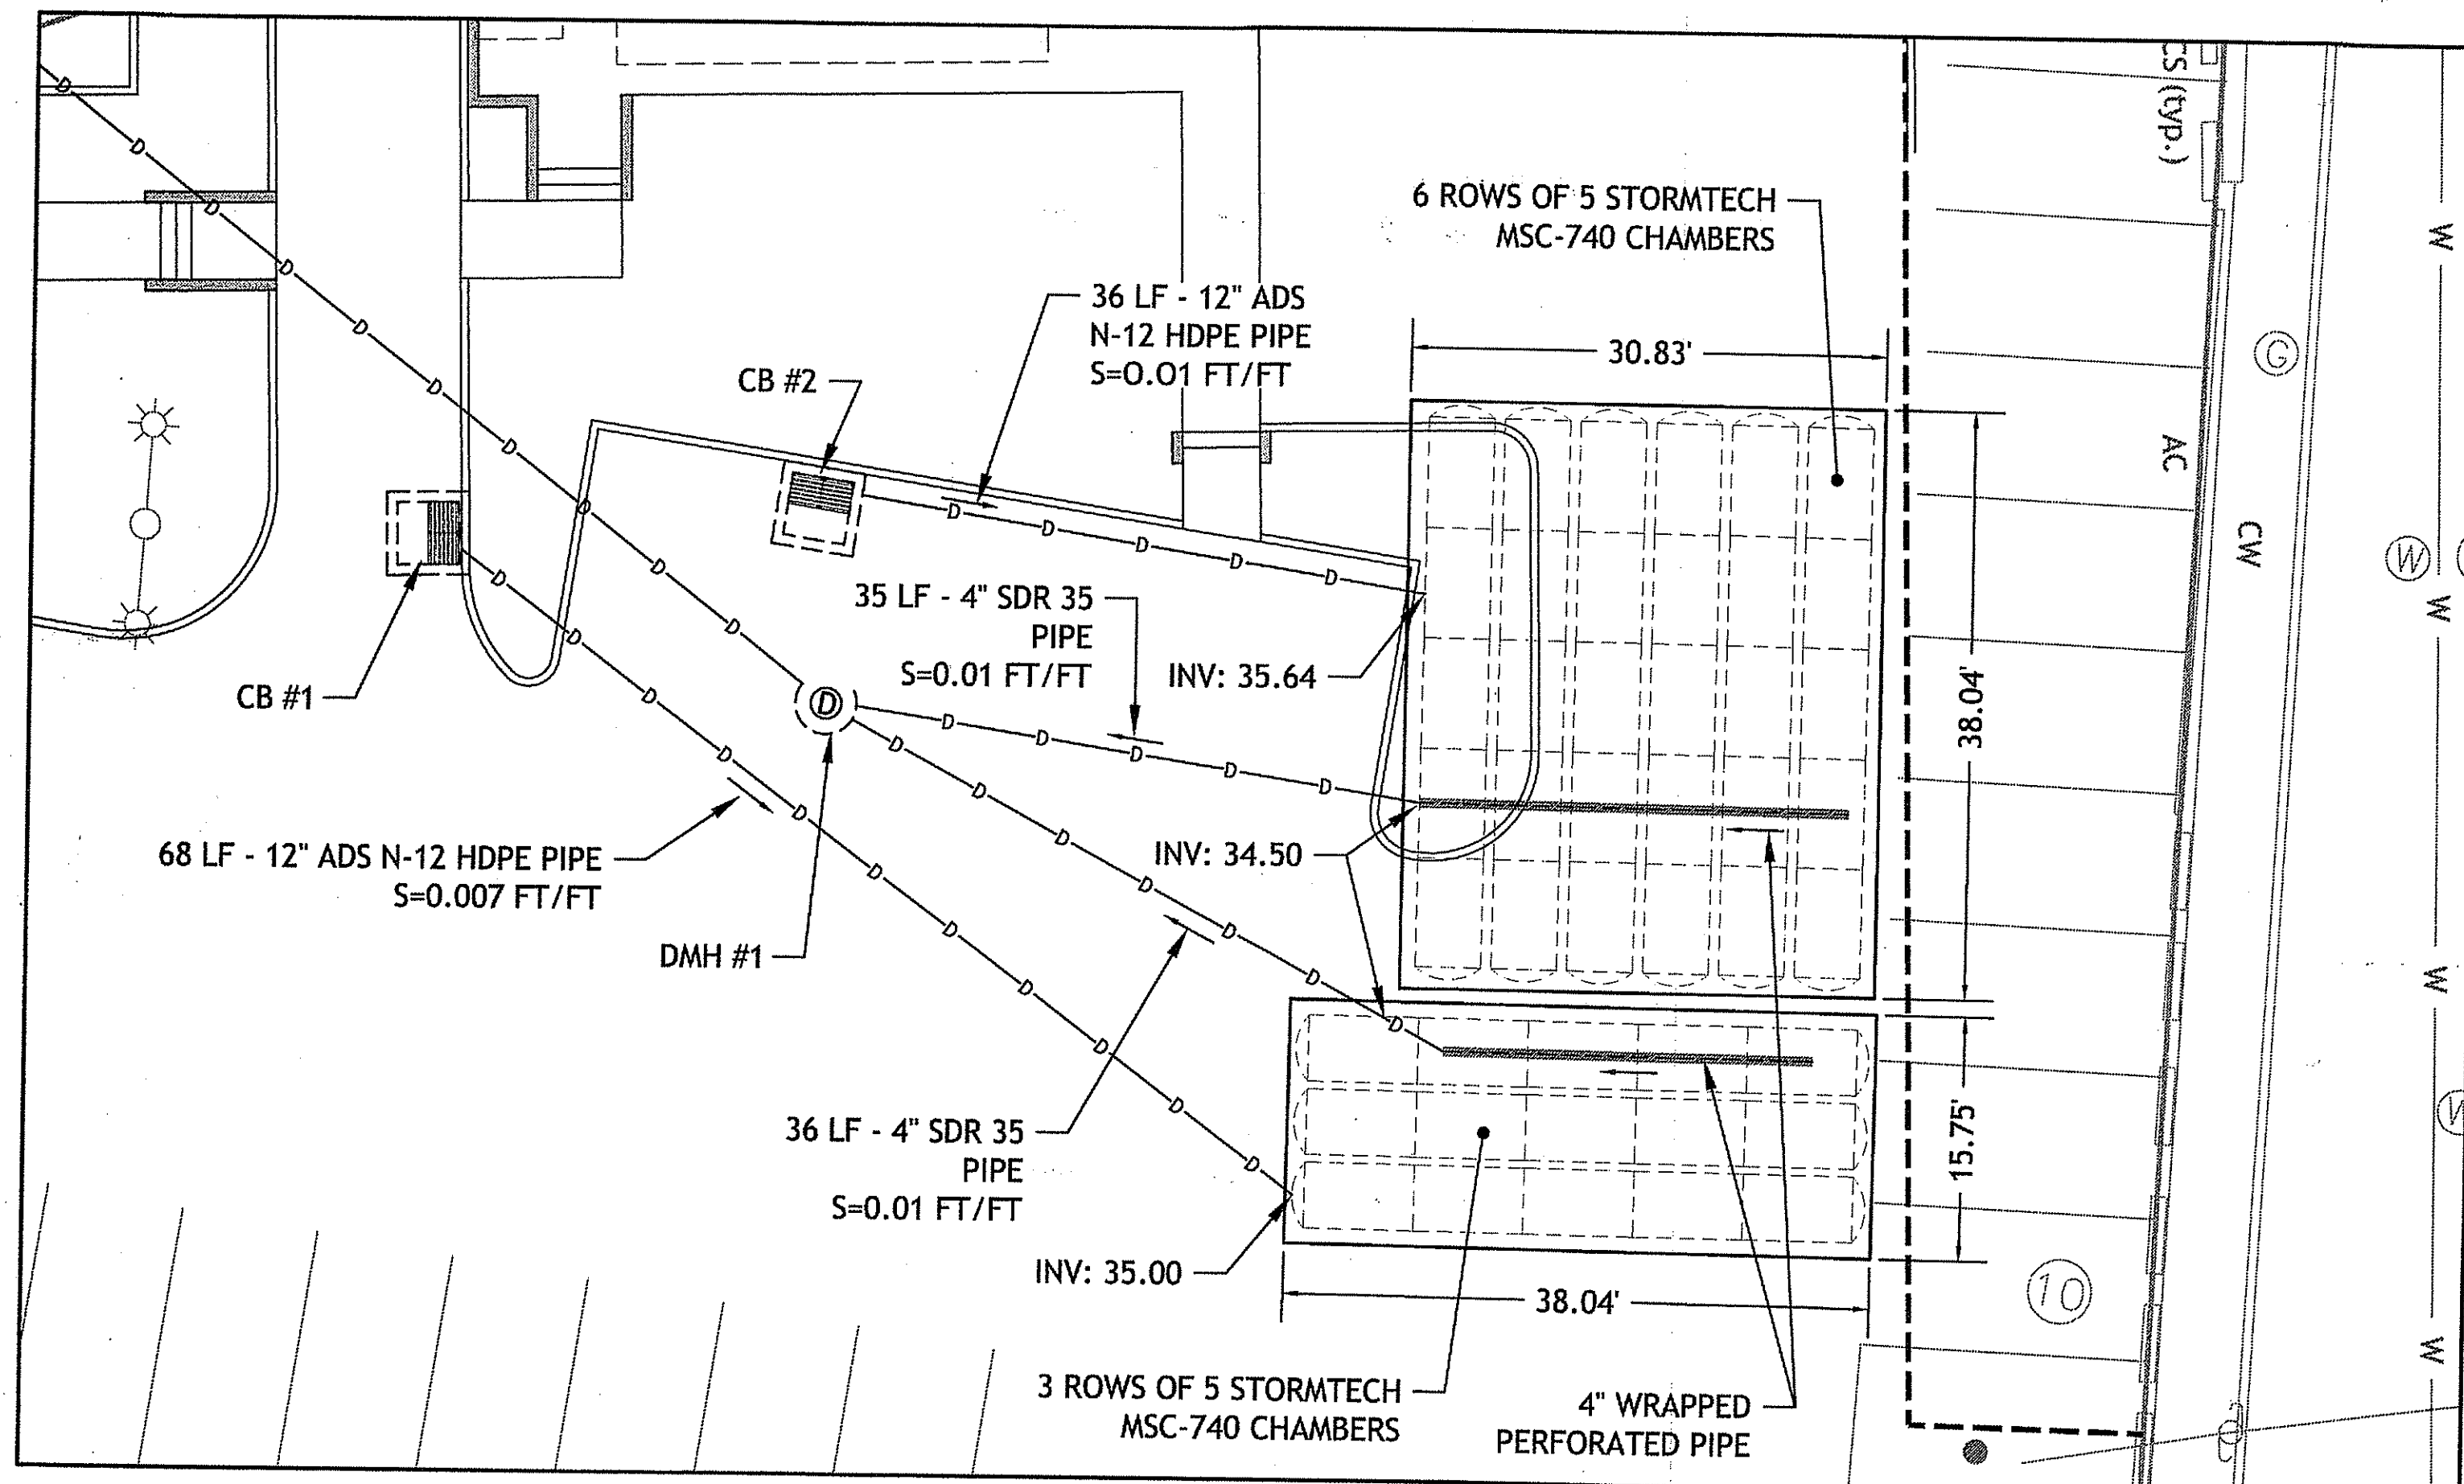 CS (typ.)
6 ROWS OF 5 STORMTECH
MSC-740 CHAMBERS
W
36 LF - 12" ADS
N-12 HDPE PIPE
S=0.01 FT/FT
30.83'
G
CB #2
AC
CW
W
W
35 LF - 4" SDR 35
PIPE
S=0.01 FT/FT
INV: 35.64
CB #1
D
38.04'
68 LF - 12" ADS N-12 HDPE PIPE
S=0.007 FT/FT
INV: 34.50
DMH #1
W
36 LF - 4" SDR 35
PIPE
S=0.01 FT/FT
15.75'
W
INV: 35.00
38.04'
10
W
3 ROWS OF 5 STORMTECH
MSC-740 CHAMBERS
4" WRAPPED
PERFORATED PIPE
D D D D D D D D D D
D D D D D
D D D D D
D D D D D D D
D D D D D D D D D D D